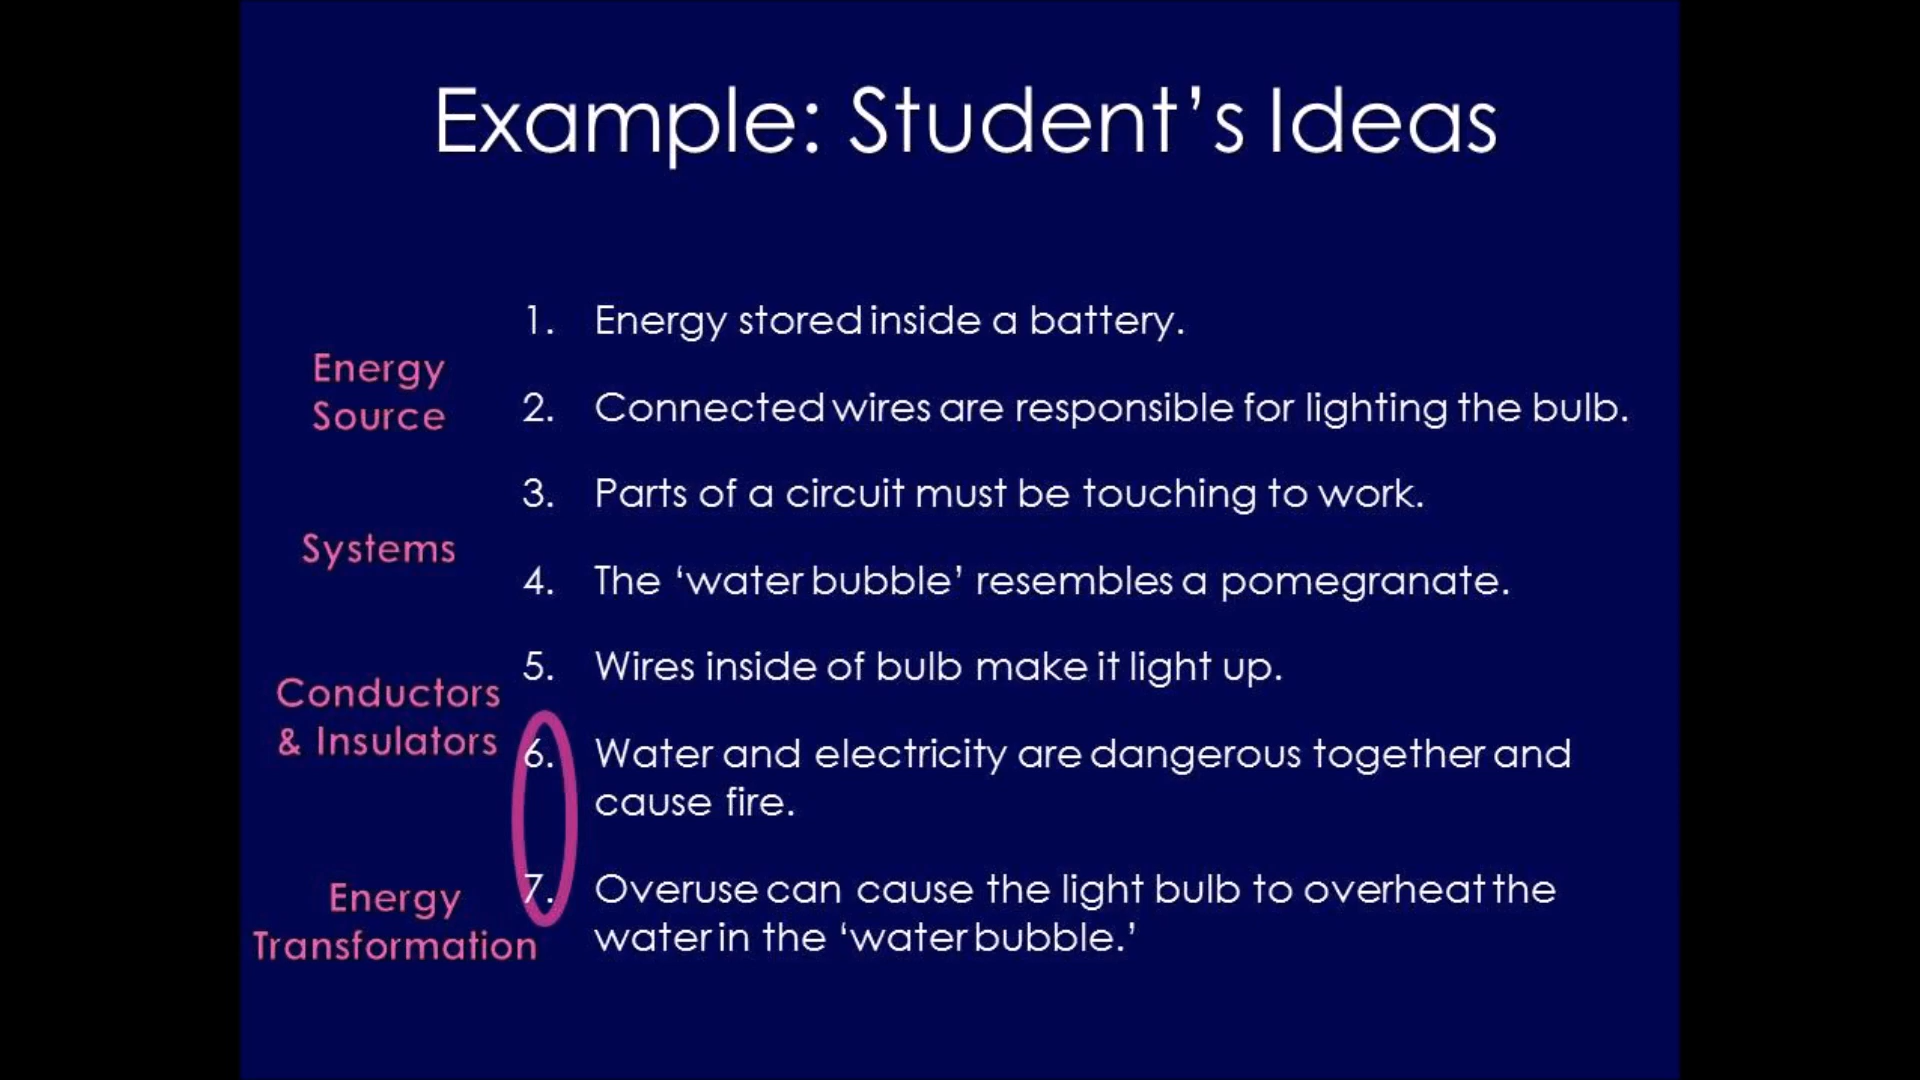 Example: Student's Ideas
Energy
Source
Systems
Conductors
& Insulators
Energy
Transformation
1. Energy stored inside a battery.
2. Connected wires are responsible for lighting the bulb.
3. Parts of a circuit must be touching to work.
4. The ‘water bubble’ resembles a pomegranate.
5. Wires inside of bulb make it light up.
6. Water and electricity are dangerous together and
cause fire.
7. Overuse can cause the light bulb to overheat the
water in the ‘water bubble.’